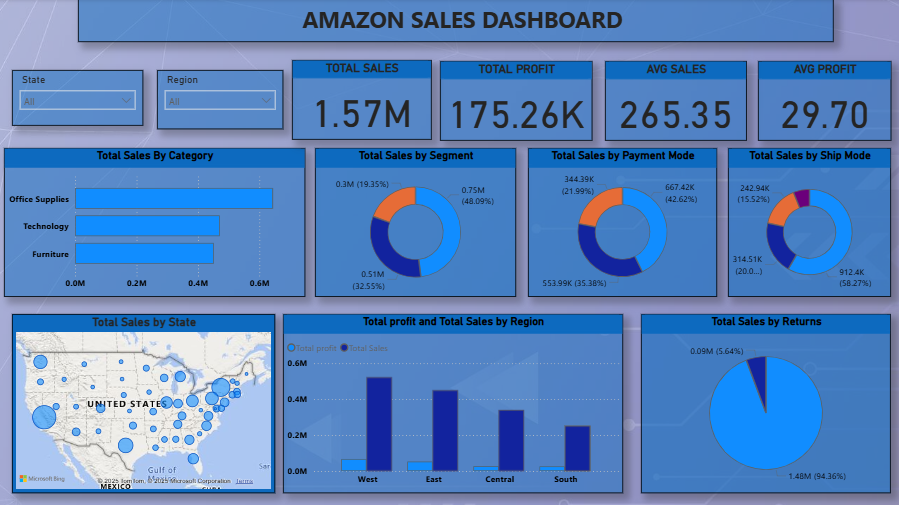 AMAZON SALES DASHBOARD
State
All
Region
All
TOTAL SALES
1.57M
TOTAL PROFIT
175.26K
AVG SALES
265.35
AVG PROFIT
29.70
Total Sales By Category
Office Supplies
Technology
Furniture
0.0M 0.2M 0.4M 0.6M
Total Sales by Segment
0.3M (19.35%)
0.75M
(48.09%)
0.51M
(32.55%)
Total Sales by Payment Mode
344.39K
(21.99%)
667.42K
(42.62%)
553.99K (35.38%)
Total Sales by Ship Mode
242.94K
(15.52%)
314.51K
(20.0...)
912.4K
(58.27%)
Total Sales by State
UNITED STATES
Gulf of
MEXICO
Microsoft Bing
© 2025 TomTom, © 2025 Microsoft Corporation Terms
Total profit and Total Sales by Region
Total profit Total Sales
0.6M
0.4M
0.2M
0.0M
West East Central South
Total Sales by Returns
0.09M (5.64%)
1.48M (94.36%)